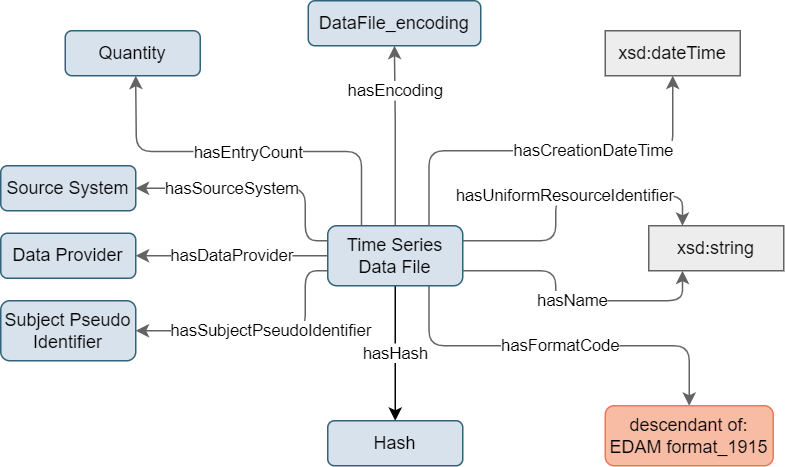 DataFile_encoding
Quantity
xsd:dateTime
hasEncoding
hasEntryCount
hasCreationDateTime
Source System
hasSourceSystem
hasUniformResourceIdentifier
Time Series
Data File
Data Provider
hasDataProvider
xsd:string
hasName
Subject Pseudo
Identifier
hasSubjectPseudoIdentifier
hasHash
hasFormatCode
Hash
descendant of:
EDAM format_1915